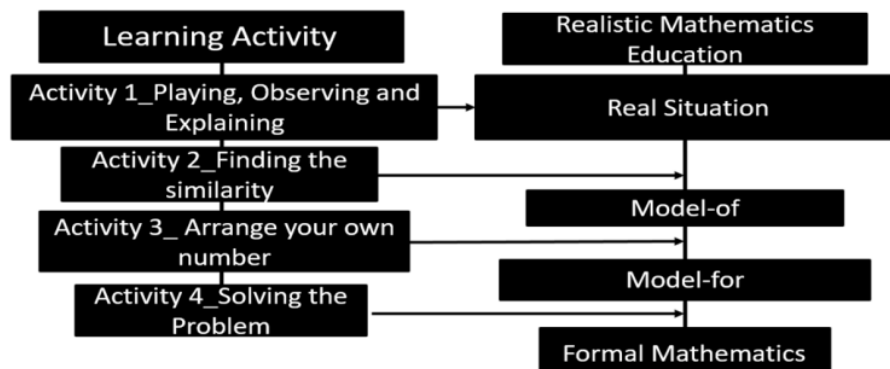 Learning Activity
Activity 1_Playing, Observing and
Explaining
Activity 2_Finding the
similarity
Activity 3_ Arrange your own
number
Activity 4_Solving the
Problem
Realistic Mathematics
Education
Real Situation
Model-of
Model-for
Formal Mathematics